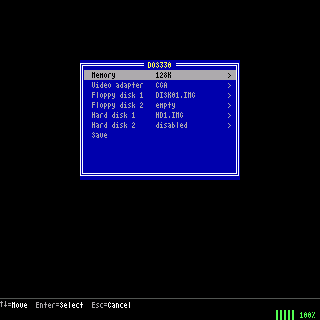 DOS330
Memory 128K >
Video adapter CGA >
Floppy disk 1 DISK01.IMG >
Floppy disk 2 empty >
Hard disk 1 HD1.IMG >
Hard disk 2 disabled >
Save
↑↓=Move Enter=Select Esc=Cancel
100%